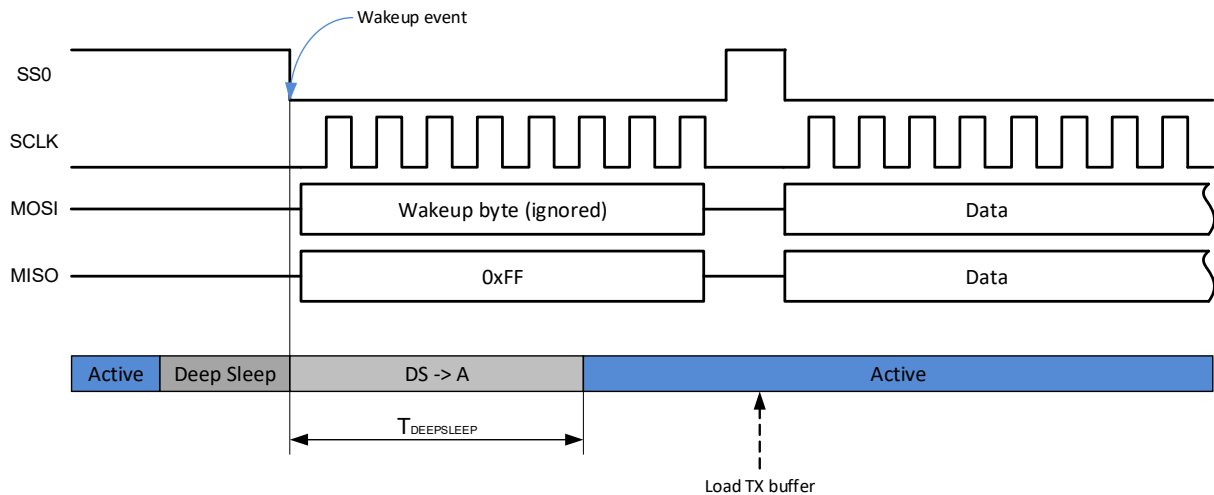 Wakeup event
SS0
SCLK
MOSI
Wakeup byte (ignored)
Data
MISO
0xFF
Data
Active
Deep Sleep
DS -> A
Active
TDEEPSLEEP
Load TX buffer